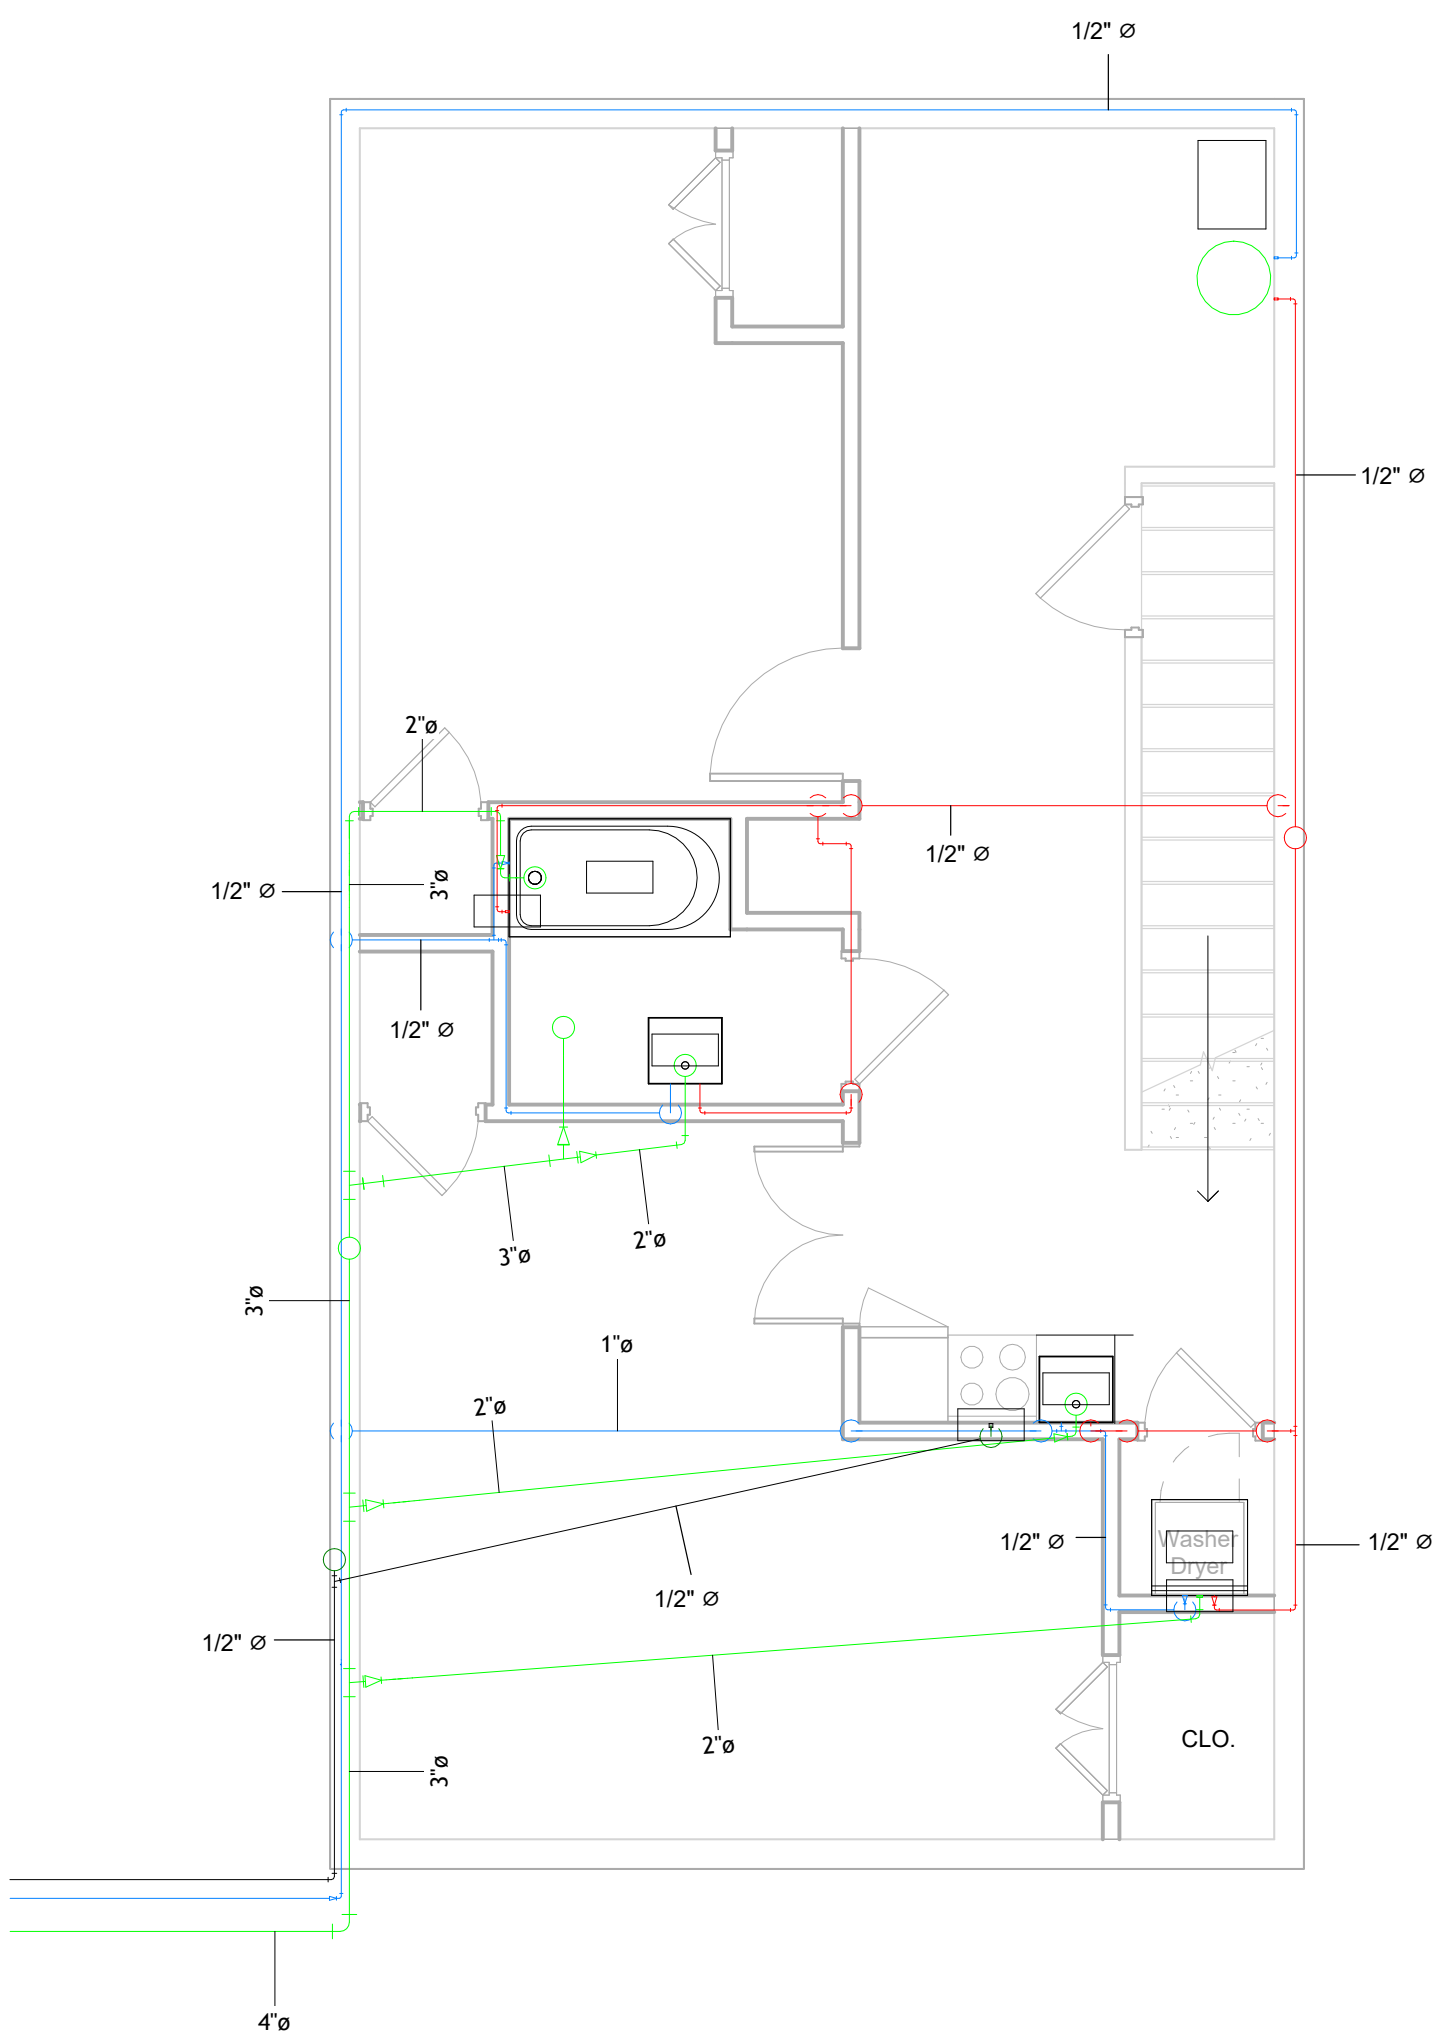 1/2" Ø
1/2" Ø
2"ø
1/2" Ø
3"ø
1/2" Ø
1/2" Ø
3"ø
2"ø
3"ø
1"ø
2"ø
1/2" Ø
Washer
Dryer
1/2" Ø
1/2" Ø
1/2" Ø
2"ø
CLO.
3"ø
4"ø